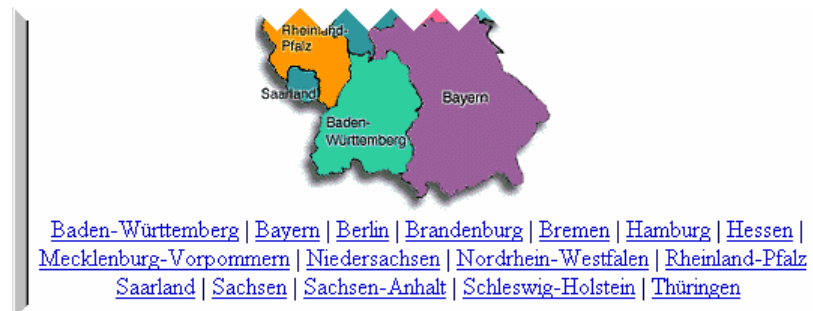 Rheinland-
Pfalz
Saarland
Bayern
Baden-
Württemberg
Baden-Württemberg | Bayern | Berlin | Brandenburg | Bremen | Hamburg | Hessen |
Mecklenburg-Vorpommern | Niedersachsen | Nordrhein-Westfalen | Rheinland-Pfalz
Saarland | Sachsen | Sachsen-Anhalt | Schleswig-Holstein | Thüringen